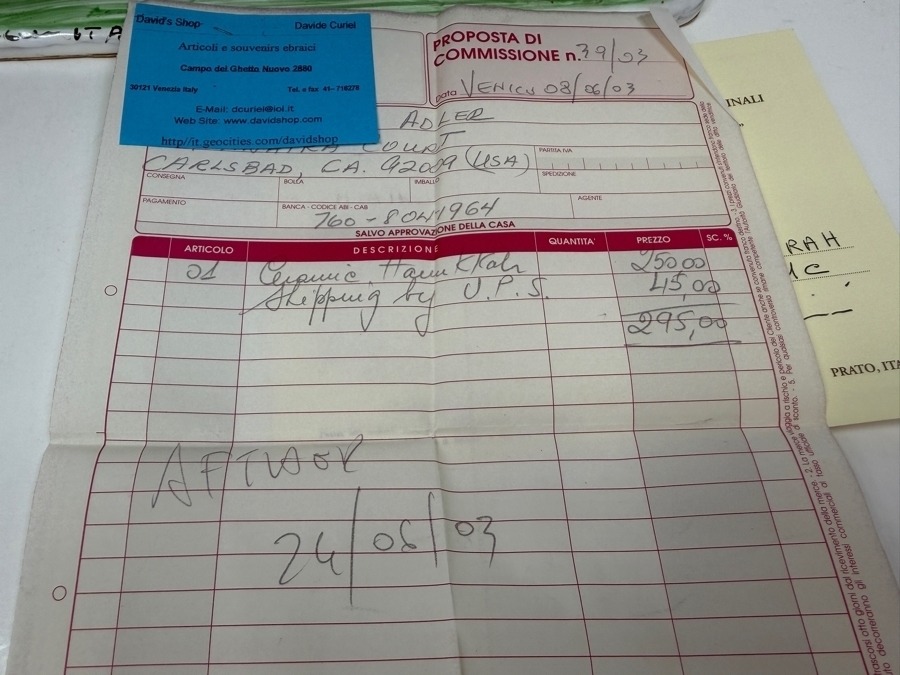 David's Shop Davide Curiel
Articoli e souvenirs ebraici
Campo del Ghetto Nuovo 2880
30121 Venezia Italy Tel. e fax 41-716278
E-Mail: dcuriel@iol.it
Web Site: www.davidshop.com
http//it.geocities.com/davidshop
PROPOSTA DI
COMMISSIONE n. 39/03
Data VENICE 08/06/03
ADLER
COURT
CARLSBAD, CA. 92009 (USA)
PARTITA IVA
CONSEGNA BOLLA IMBALLO SPEDIZIONE
PAGAMENTO BANCA - CODICE ABI - CAB AGENTE
760-8041964
SALVO APPROVAZIONE DELLA CASA
ARTICOLO DESCRIZIONE QUANTITA' PREZZO SC. %
01 Ceramic Hanukkah 250 00
Shipping by U.P.S. 45,00
295,00
24/06/03
INALI
RAH
PRATO, ITA